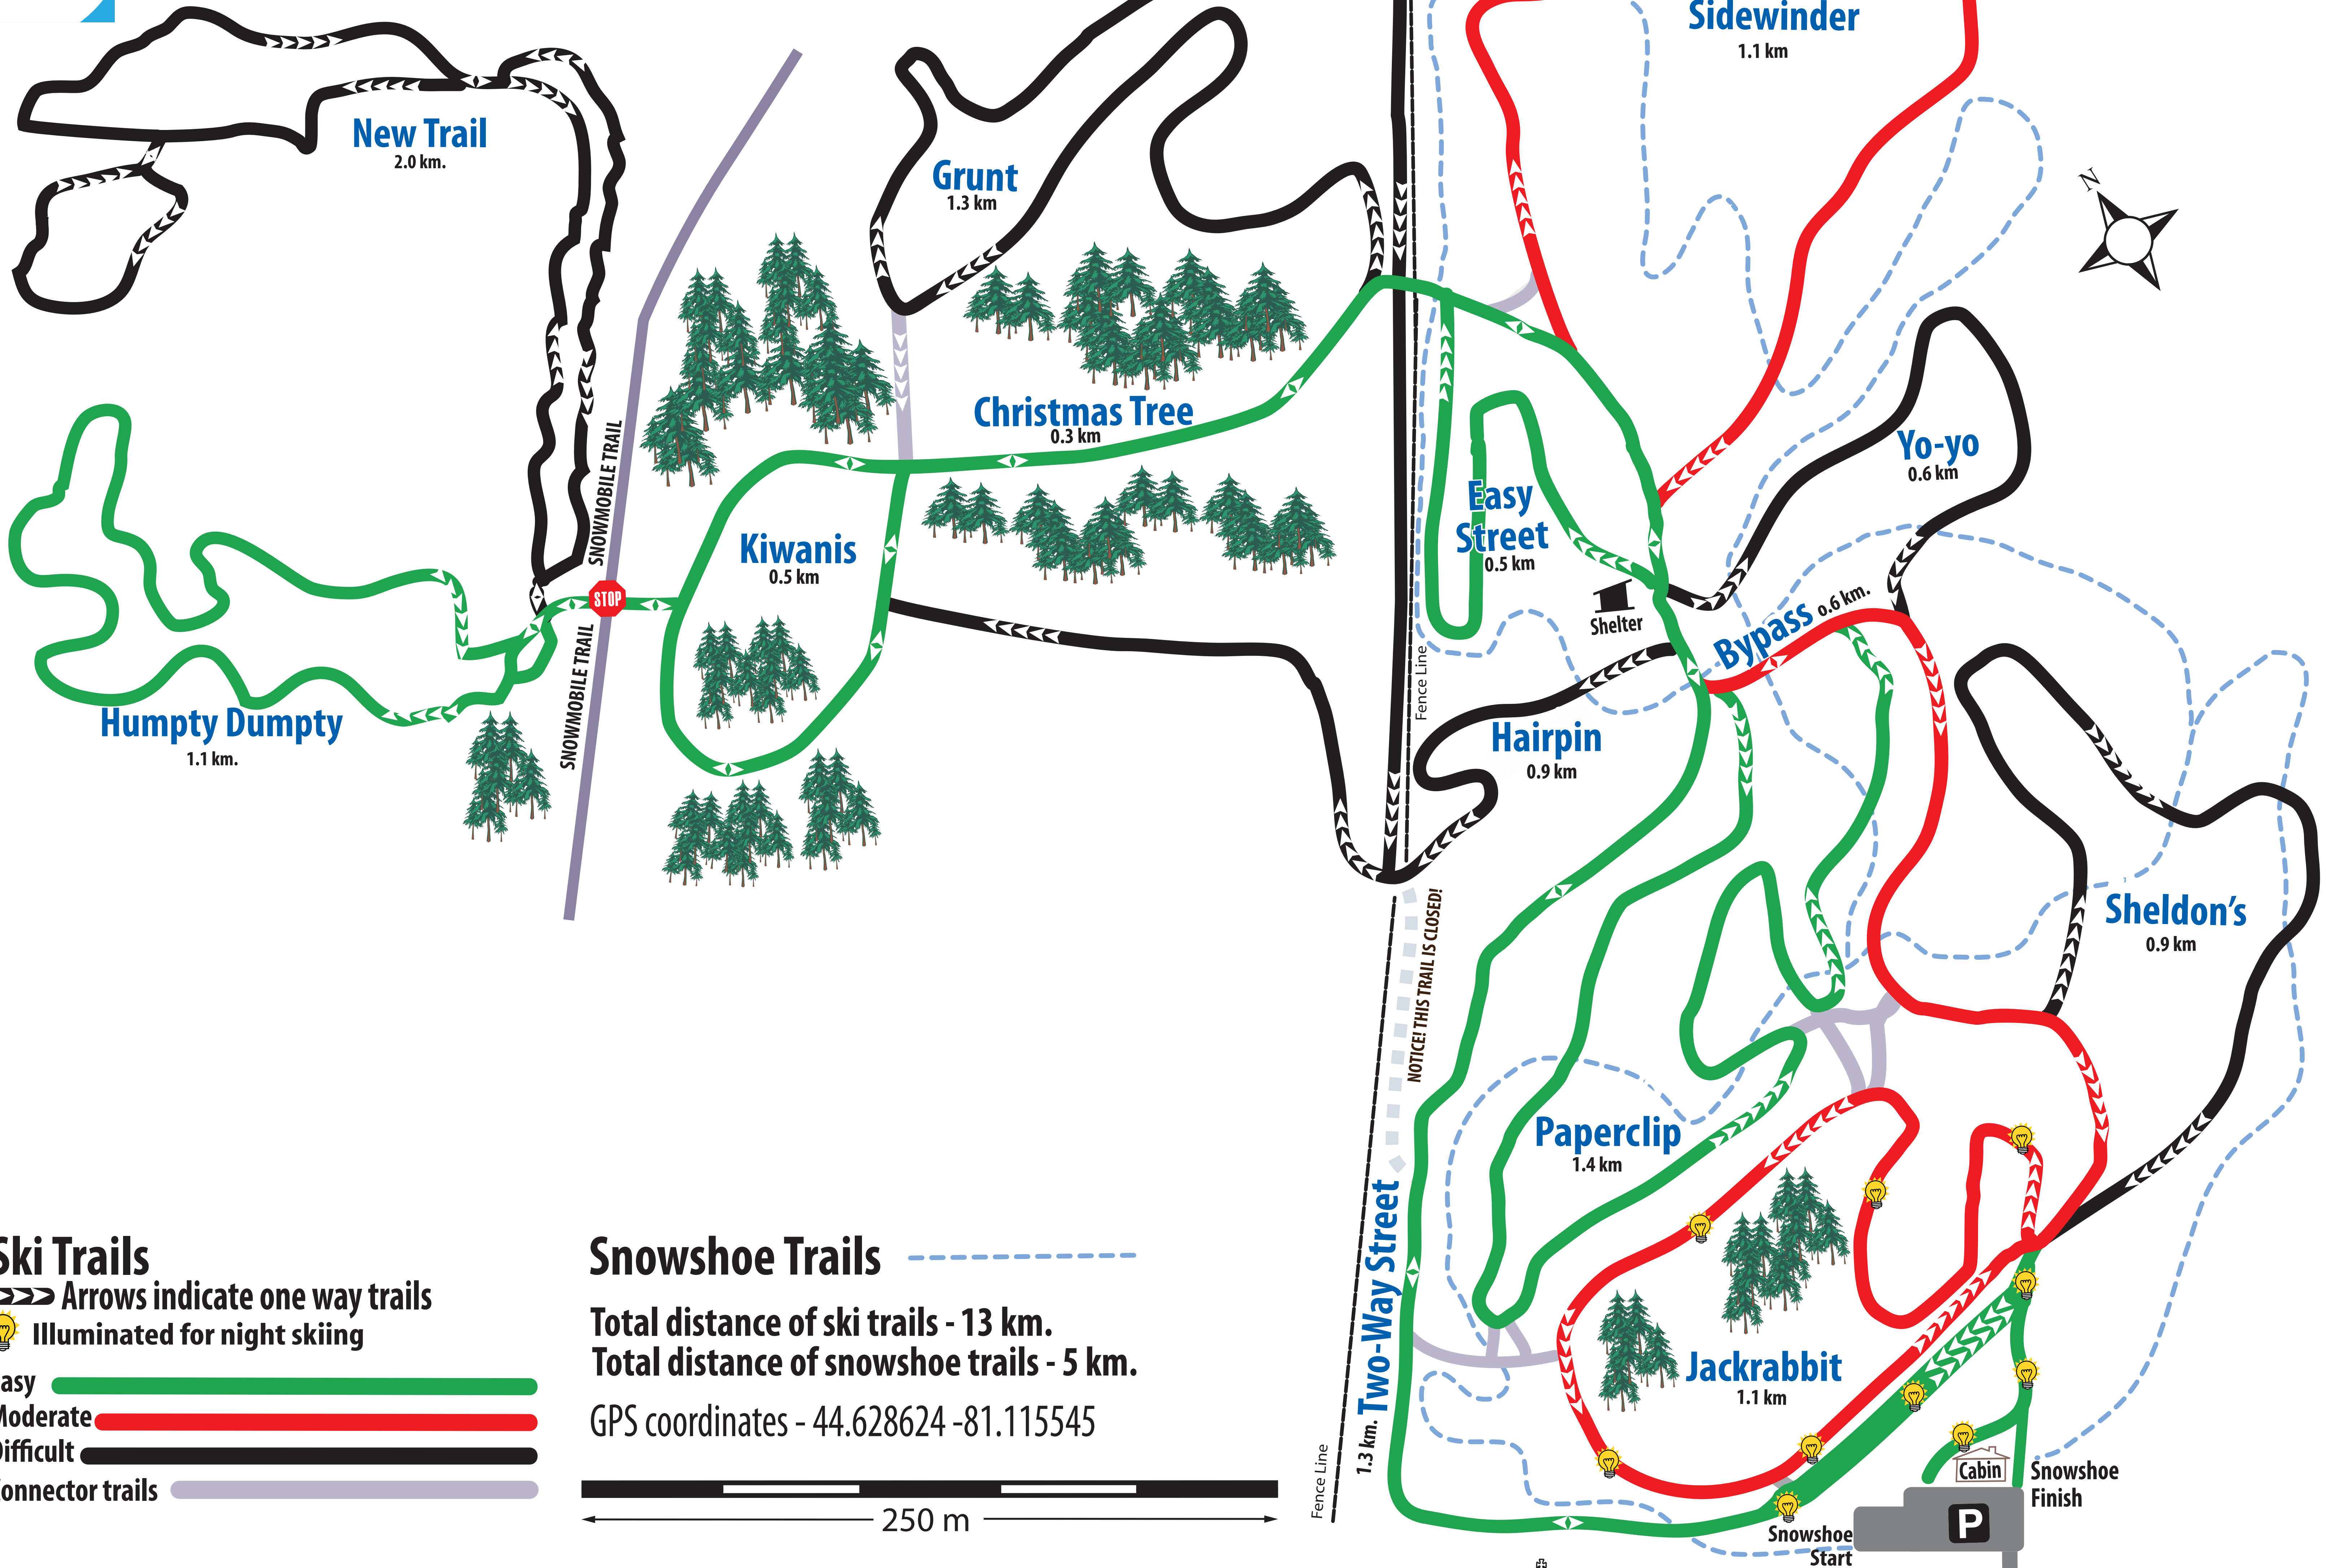 Sidewinder
1.1 km
New Trail
2.0 km.
Grunt
1.3 km
N
Christmas Tree
0.3 km
Yo-yo
0.6 km
Easy
Street
0.5 km
Kiwanis
0.5 km
SNOWMOBILE TRAIL
STOP
SNOWMOBILE TRAIL
Shelter
Bypass 0.6 km.
Fence Line
Humpty Dumpty
1.1 km.
Hairpin
0.9 km
Sheldon's
0.9 km
NOTICE! THIS TRAIL IS CLOSED!
Paperclip
1.4 km
1.3 km. Two-Way Street
Jackrabbit
1.1 km
Fence Line
Cabin
Snowshoe
Finish
P
Snowshoe
Start
Ski Trails
Arrows indicate one way trails
Illuminated for night skiing
asy
Moderate
Difficult
onnector trails
Snowshoe Trails
Total distance of ski trails - 13 km.
Total distance of snowshoe trails - 5 km.
GPS coordinates - 44.628624 -81.115545
250 m